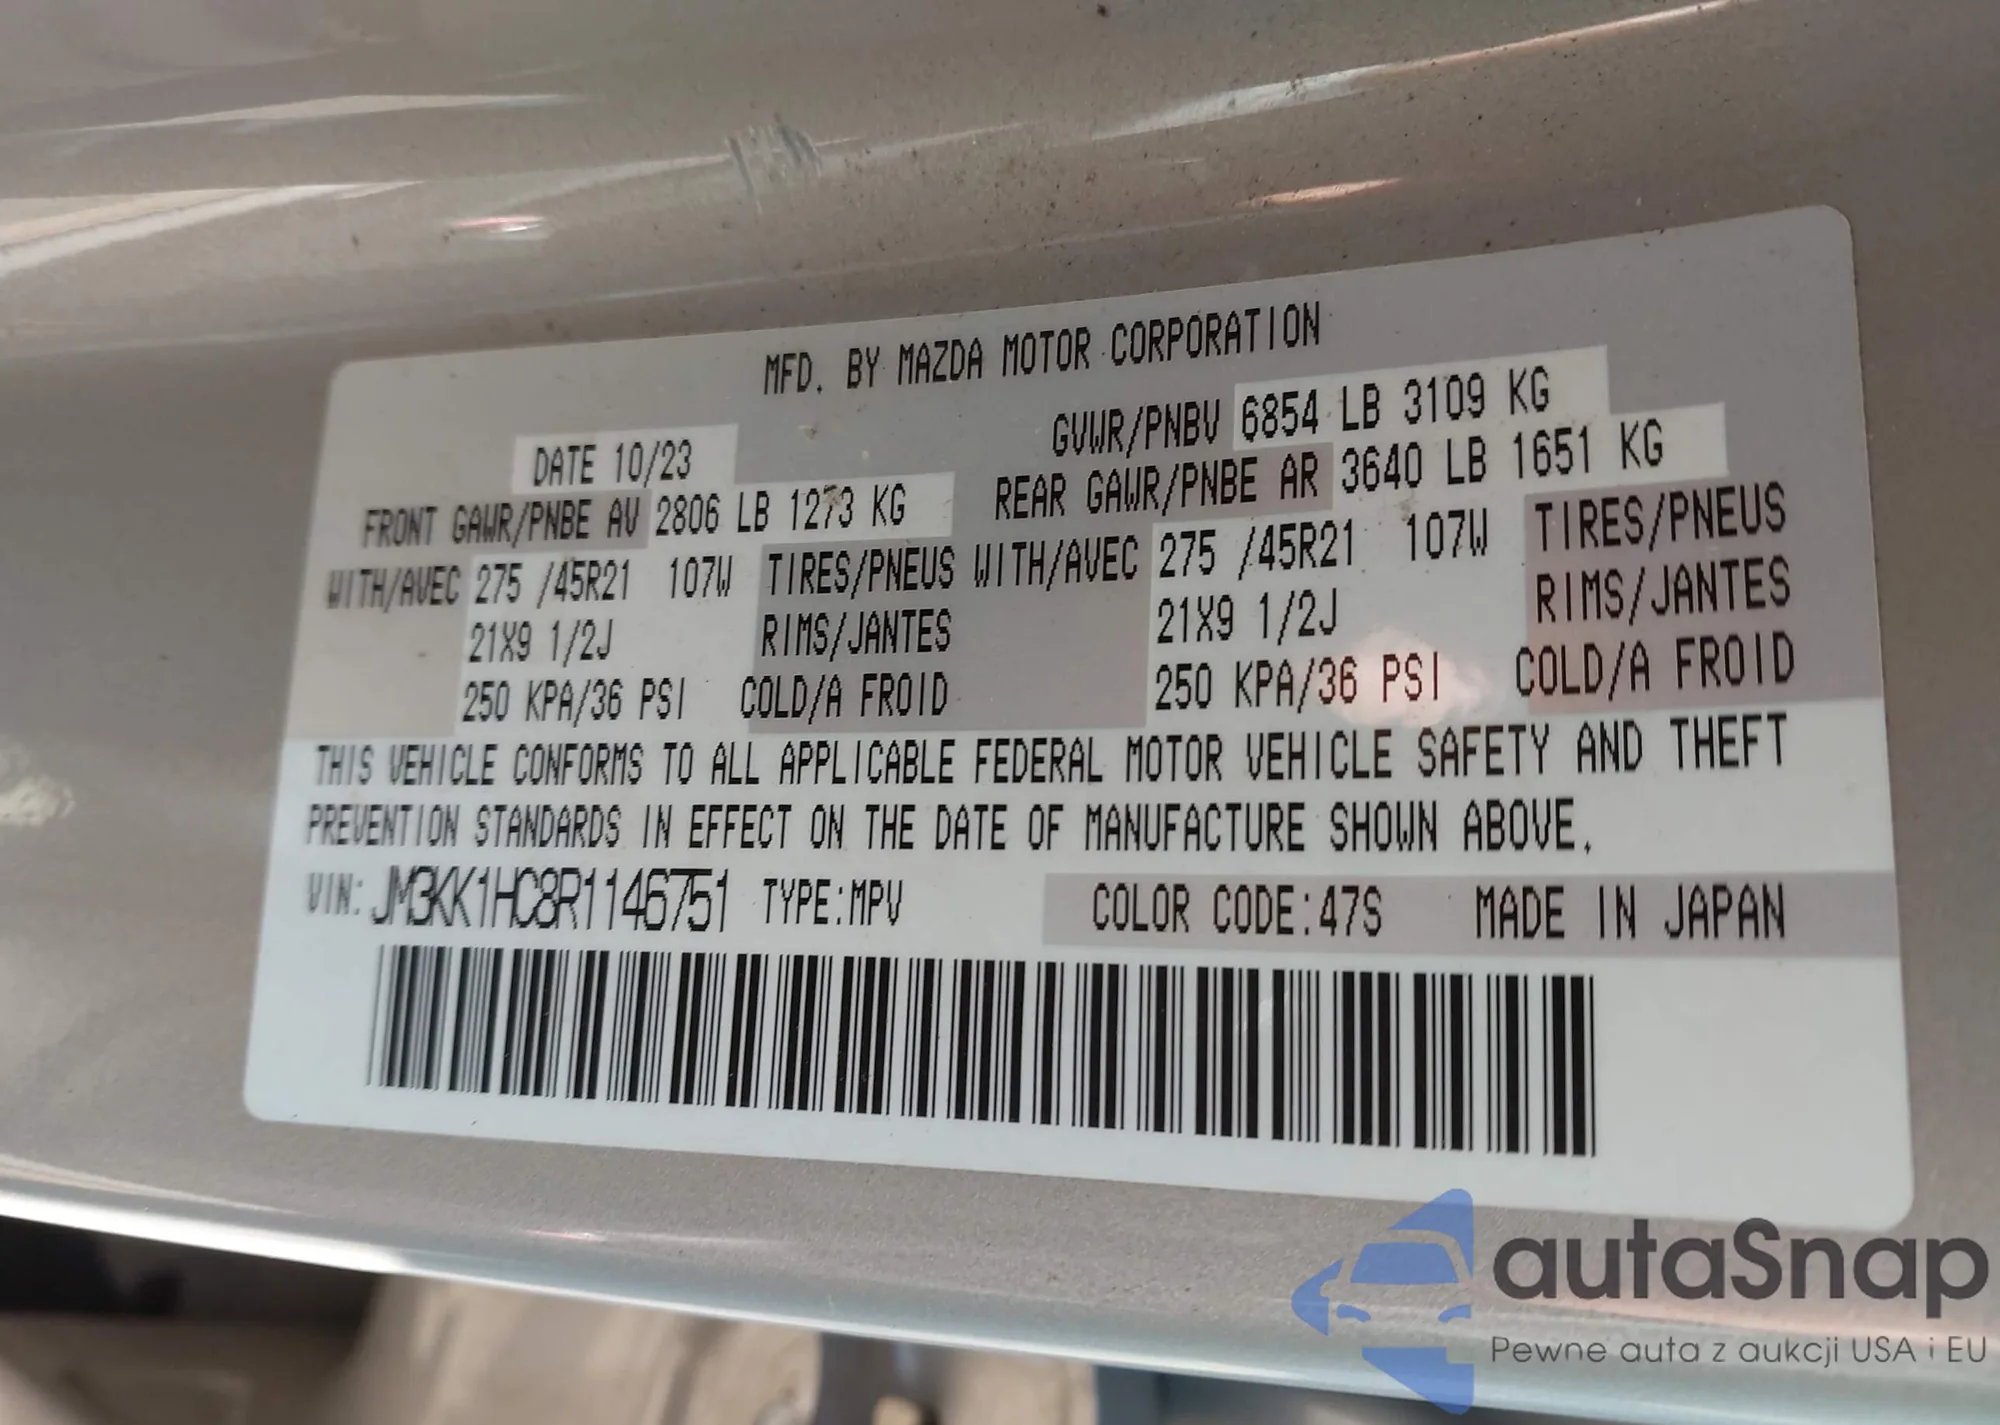 MFD. BY MAZDA MOTOR CORPORATION
DATE 10/23 GVWR/PNBV 6854 LB 3109 KG
FRONT GAWR/PNBE AV 2806 LB 1273 KG REAR GAWR/PNBE AR 3640 LB 1651 KG
WITH/AVEC 275 /45R21 107W TIRES/PNEUS WITH/AVEC 275 /45R21 107W TIRES/PNEUS
21X9 1/2J RIMS/JANTES 21X9 1/2J RIMS/JANTES
250 KPA/36 PSI COLD/A FROID 250 KPA/36 PSI COLD/A FROID
THIS VEHICLE CONFORMS TO ALL APPLICABLE FEDERAL MOTOR VEHICLE SAFETY AND THEFT
PREVENTION STANDARDS IN EFFECT ON THE DATE OF MANUFACTURE SHOWN ABOVE.
VIN: JM3KK1HC8R1146751 TYPE:MPV COLOR CODE:47S MADE IN JAPAN
autaSnap
Pewne auta z aukcji USA i EU